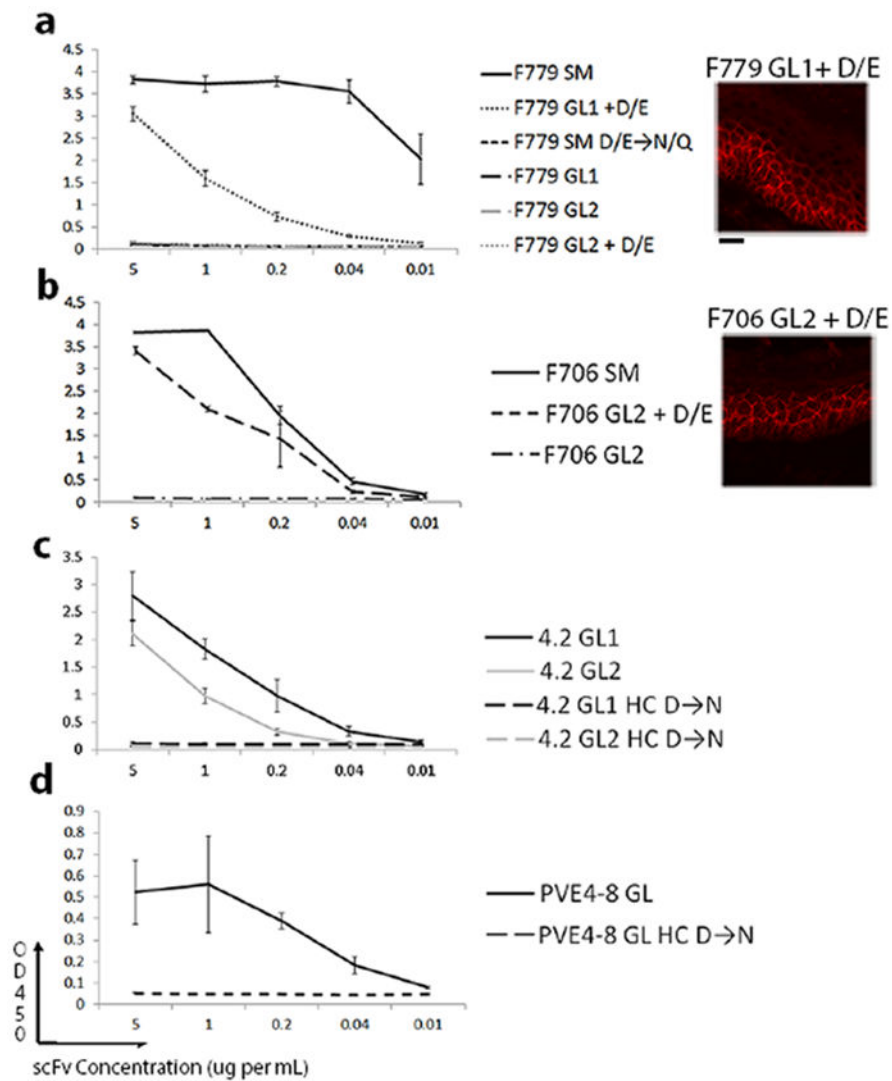 a
4.5
4
3.5
3
2.5
2
1.5
1
0.5
0
5 1 0.2 0.04 0.01
F779 SM
F779 GL1 +D/E
F779 SM D/E→N/Q
F779 GL1
F779 GL2
F779 GL2 + D/E
F779 GL1+ D/E
b
4.5
4
3.5
3
2.5
2
1.5
1
0.5
0
5 1 0.2 0.04 0.01
F706 SM
F706 GL2 + D/E
F706 GL2
F706 GL2 + D/E
c
3.5
3
2.5
2
1.5
1
0.5
0
5 1 0.2 0.04 0.01
4.2 GL1
4.2 GL2
4.2 GL1 HC D→N
4.2 GL2 HC D→N
d
0.9
0.8
0.7
0.6
0.5
0.4
0.3
0.2
0.1
0
5 1 0.2 0.04 0.01
PVE4-8 GL
PVE4-8 GL HC D→N
OD450
scFv Concentration (ug per mL)